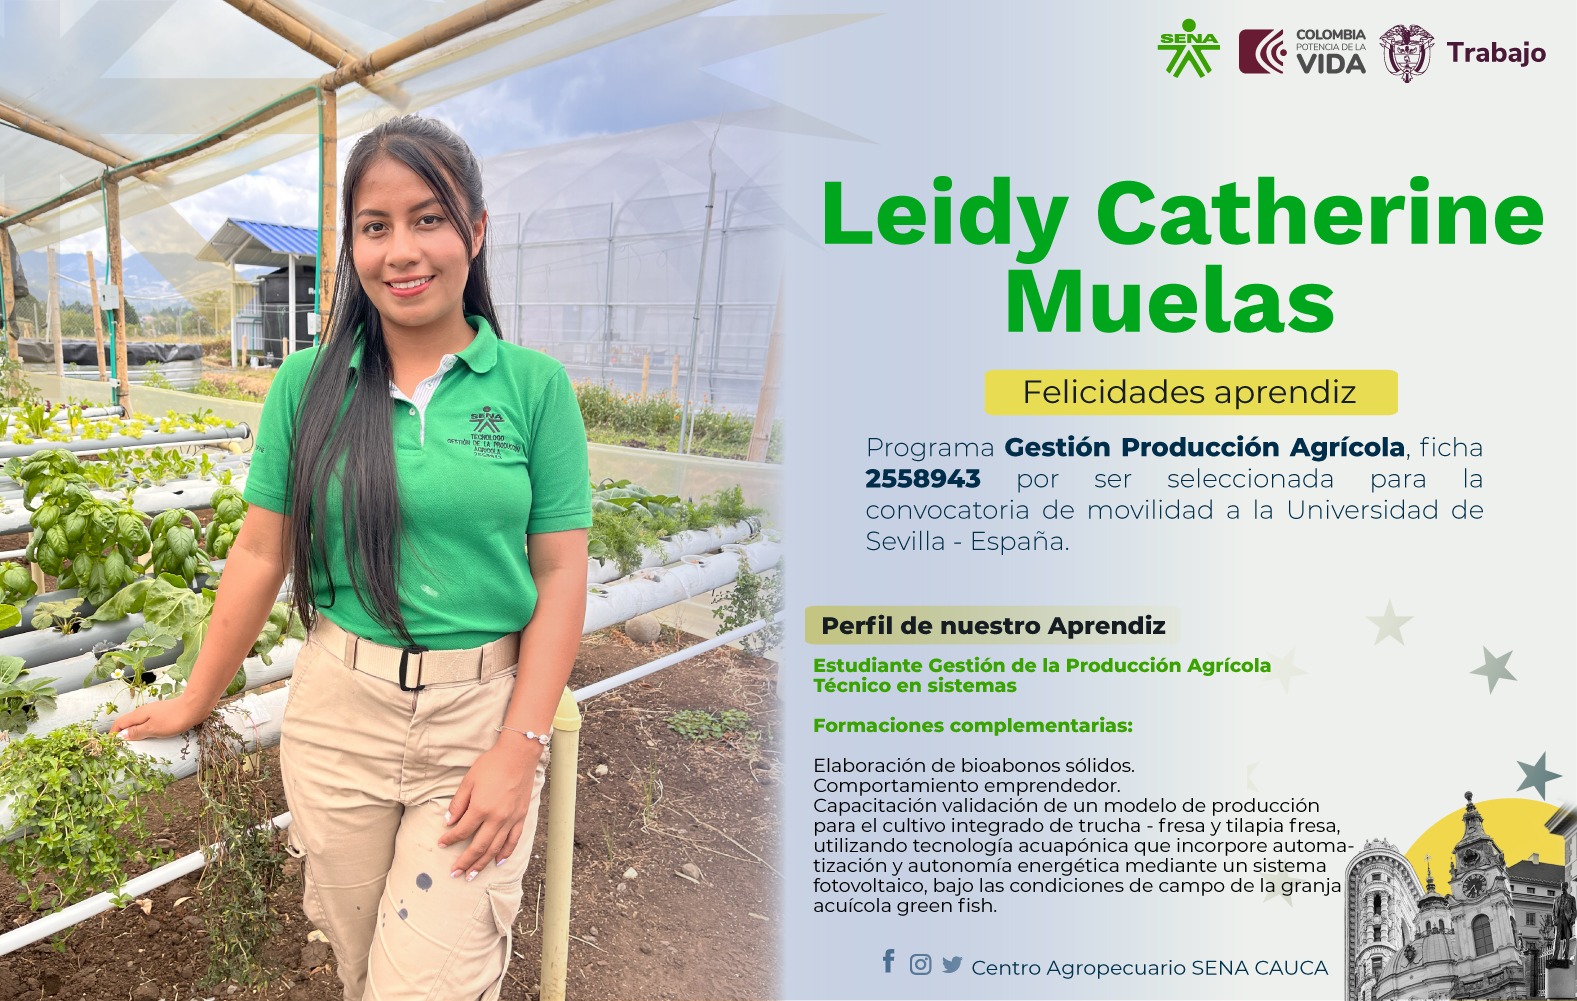 SENA
COLOMBIA
POTENCIA DE LA
VIDA
Trabajo
Leidy Catherine
Muelas
Felicidades aprendiz
Programa Gestión Producción Agrícola, ficha
2558943 por ser seleccionada para la
convocatoria de movilidad a la Universidad de
Sevilla - España.
SENA
TECNÓLOGO
GESTIÓN DE LA PRODUCCIÓN
AGRÍCOLA
Perfil de nuestro Aprendiz
Estudiante Gestión de la Producción Agrícola
Técnico en sistemas
Formaciones complementarias:
Elaboración de bioabonos sólidos.
Comportamiento emprendedor.
Capacitación validación de un modelo de producción
para el cultivo integrado de trucha - fresa y tilapia fresa,
utilizando tecnología acuapónica que incorpore automa-
tización y autonomía energética mediante un sistema
fotovoltaico, bajo las condiciones de campo de la granja
acuícola green fish.
Centro Agropecuario SENA CAUCA